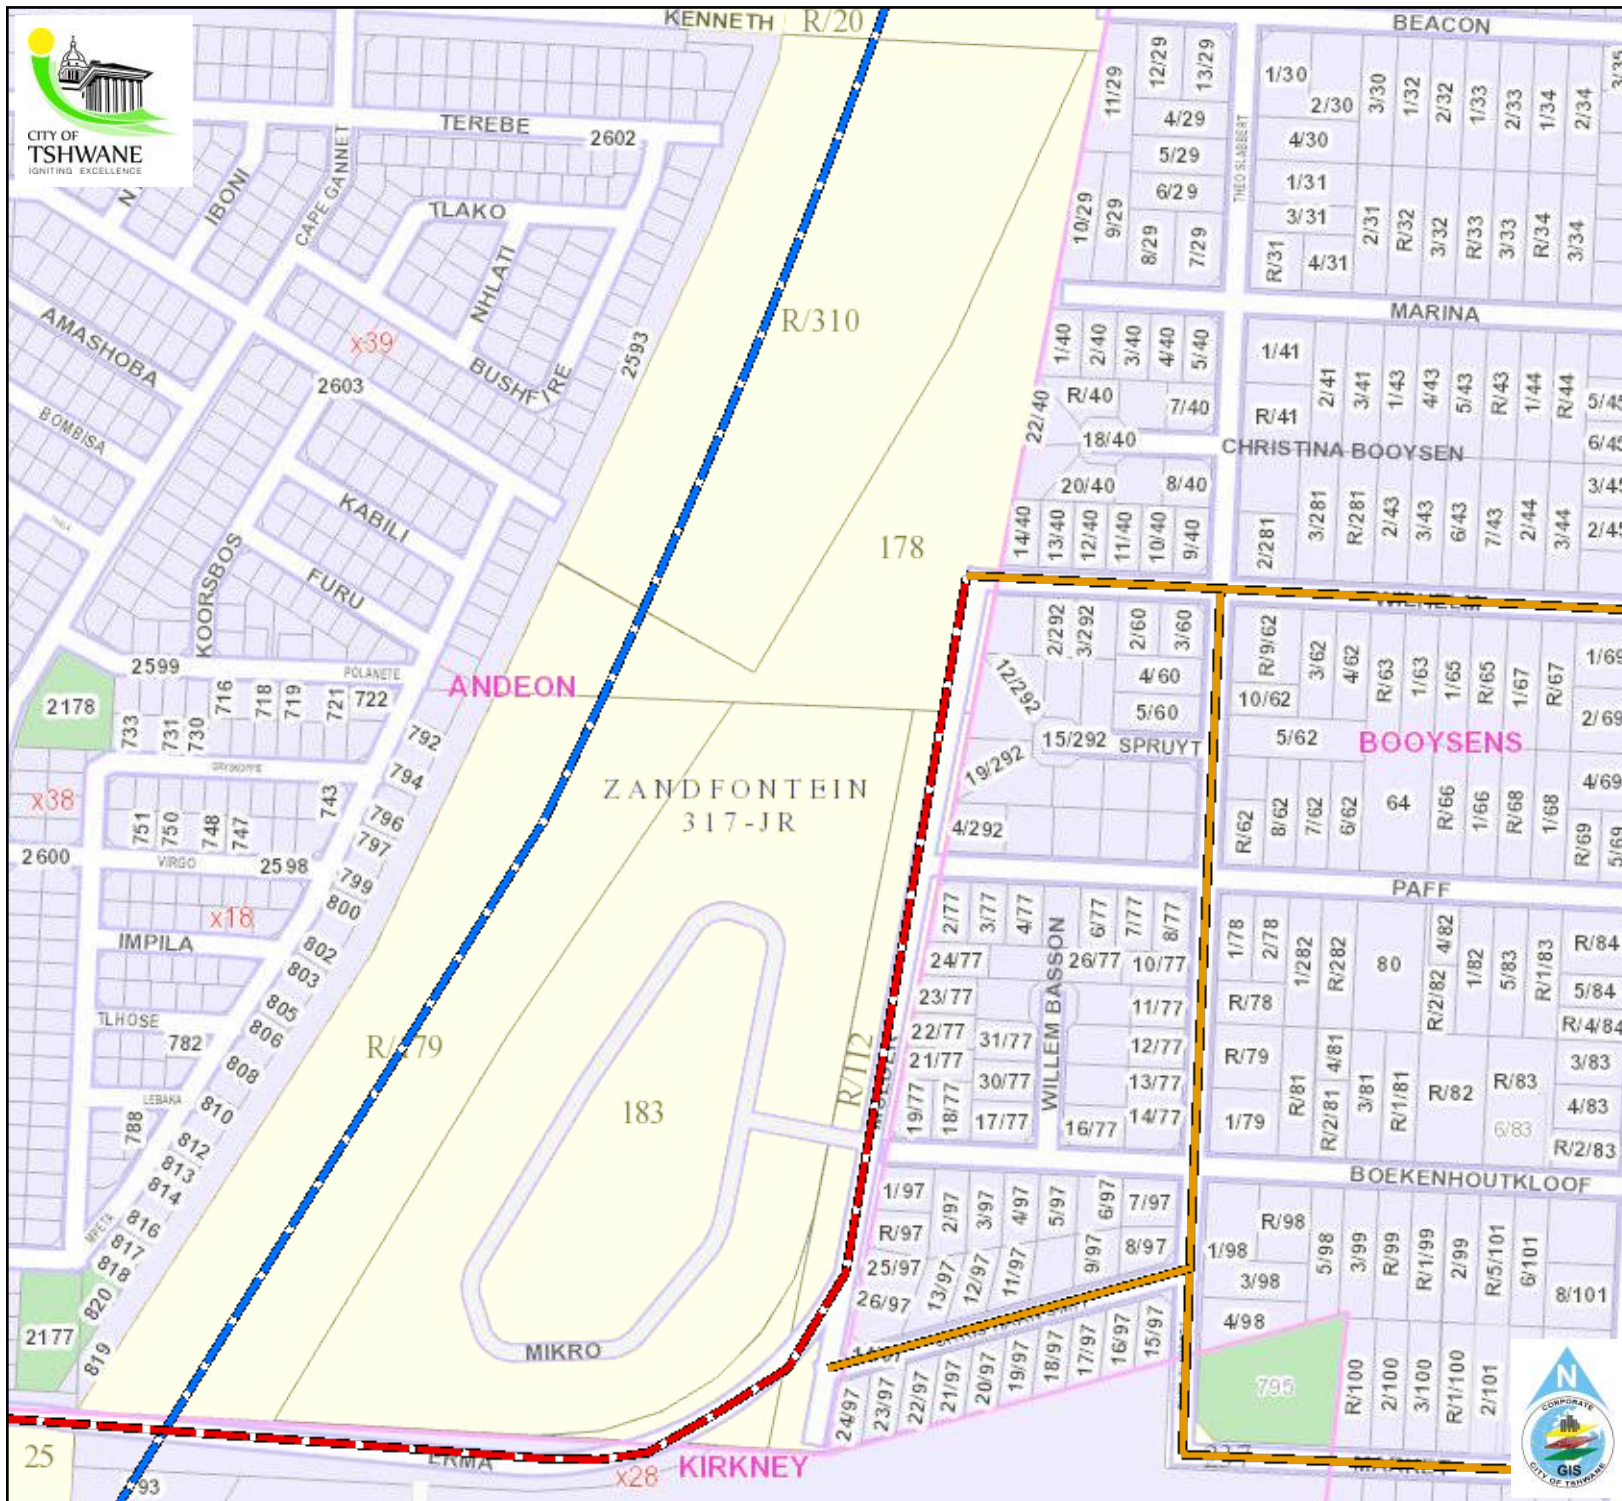 CITY OF
TSHWANE
IGNITING EXCELLENCE
KENNETH
R/20
BEACON
TEREBE
2602
IBONI
CAPE GANNET
TLAKO
NHLATI
AMASHOBA
x39
BUSHFIRE
2593
R/310
2603
BOMBISA
KABILI
FURU
KOORSBOS
178
2599
POLANETE
ANDEON
2178
733
731
730
716
718
719
721
722
792
794
796
797
799
800
802
803
805
806
808
810
812
813
814
816
817
818
820
819
x38
751
750
748
747
743
2600
VIRGO
2598
x18
IMPILA
TLHOSE
782
LEBAKA
788
MPETA
2177
ZANDFONTEIN
317-JR
R/179
183
R/112
MIKRO
25
ERMA
x28
KIRKNEY
11/29
12/29
13/29
4/29
5/29
6/29
10/29
9/29
8/29
7/29
THEO SLABBERT
1/30
2/30
3/30
1/32
2/32
1/33
2/33
1/34
2/34
3/35
4/30
1/31
3/31
R/31
4/31
2/31
R/32
3/32
R/33
3/33
R/34
3/34
MARINA
1/40
2/40
3/40
4/40
5/40
R/40
7/40
22/40
18/40
20/40
8/40
14/40
13/40
12/40
11/40
10/40
9/40
1/41
R/41
2/41
3/41
1/43
4/43
5/43
R/43
1/44
R/44
5/45
6/45
CHRISTINA BOOYSEN
3/45
2/45
2/281
3/281
R/281
2/43
3/43
6/43
7/43
2/44
3/44
WILHELM
2/292
3/292
2/60
3/60
4/60
5/60
12/292
15/292
SPRUYT
19/292
4/292
R/9/62
10/62
3/62
4/62
R/63
1/63
1/65
R/65
1/67
R/67
1/69
2/69
5/62
BOOYSENS
4/69
R/62
8/62
7/62
6/62
64
R/66
1/66
R/68
1/68
R/69
5/69
PAFF
2/77
3/77
4/77
6/77
7/77
8/77
24/77
26/77
10/77
23/77
11/77
22/77
21/77
31/77
12/77
30/77
13/77
19/77
18/77
17/77
16/77
14/77
WILLEM BASSON
1/78
2/78
1/282
R/282
80
4/82
R/2/82
1/82
5/83
R/1/83
R/84
5/84
R/4/84
R/78
R/79
1/79
R/81
4/81
R/2/81
3/81
R/1/81
R/82
R/83
6/83
3/83
4/83
R/2/83
BOEKENHOUTKLOOF
1/97
R/97
25/97
26/97
2/97
3/97
4/97
5/97
6/97
7/97
8/97
13/97
12/97
11/97
9/97
24/97
23/97
22/97
21/97
20/97
19/97
18/97
17/97
16/97
15/97
1/98
R/98
3/98
4/98
5/98
3/99
R/99
R/1/99
2/99
R/5/101
6/101
8/101
795
R/100
2/100
3/100
R/1/100
2/101
MARKET
N
CORPORATE
GIS
CITY OF TSHWANE